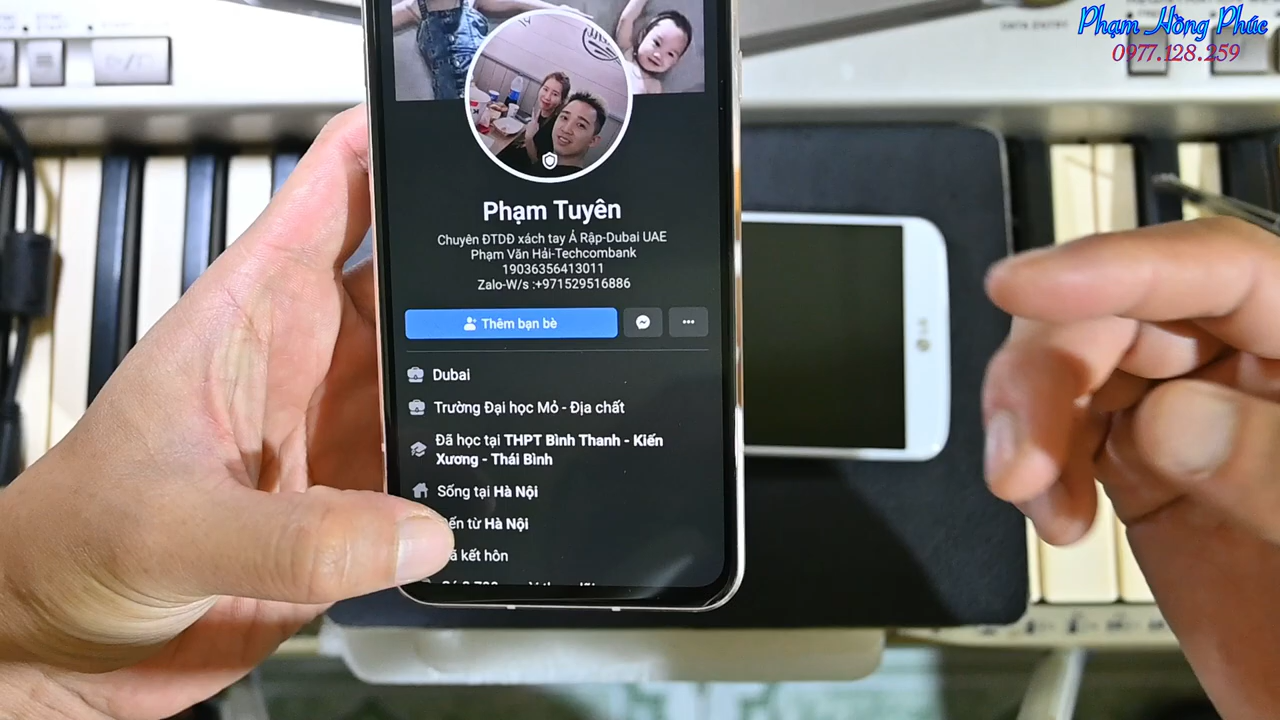 Phạm Hồng Phúc
0977.128.259
Phạm Tuyên
Chuyên ĐTDĐ xách tay Ả Rập-Dubai UAE
Phạm Văn Hải-Techcombank
19036356413011
Zalo-W/s :+971529516886
Thêm bạn bè
Dubai
Trường Đại học Mỏ - Địa chất
Đã học tại THPT Bình Thanh - Kiến
Xương - Thái Bình
Sống tại Hà Nội
từ Hà Nội
kết hôn
LG